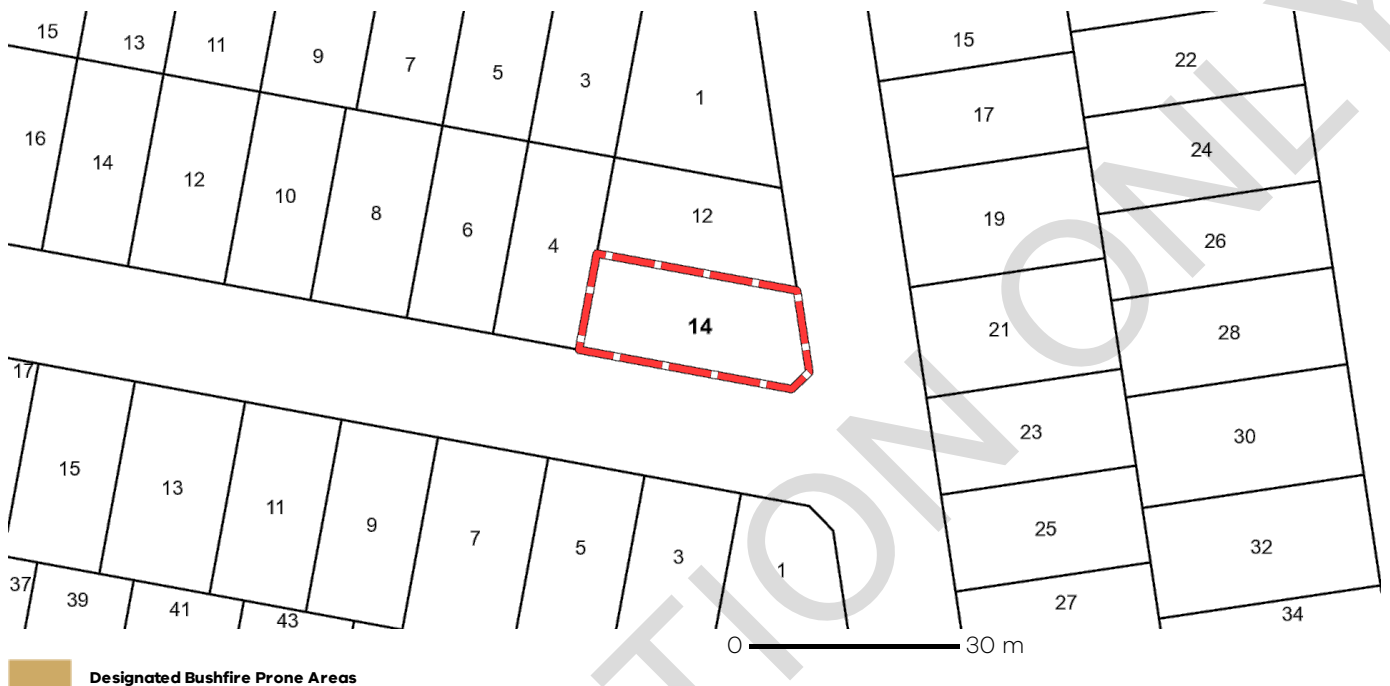 15 13 11 9 7 5 3 1 15 22
17
16 14 12 10 8 6 4 12 19 24
26
14 21 28
17 15 13 11 9 7 5 3 1 23 30
25 32
37 39 41 43 27 34
0 30 m
Designated Bushfire Prone Areas
TION ONLY